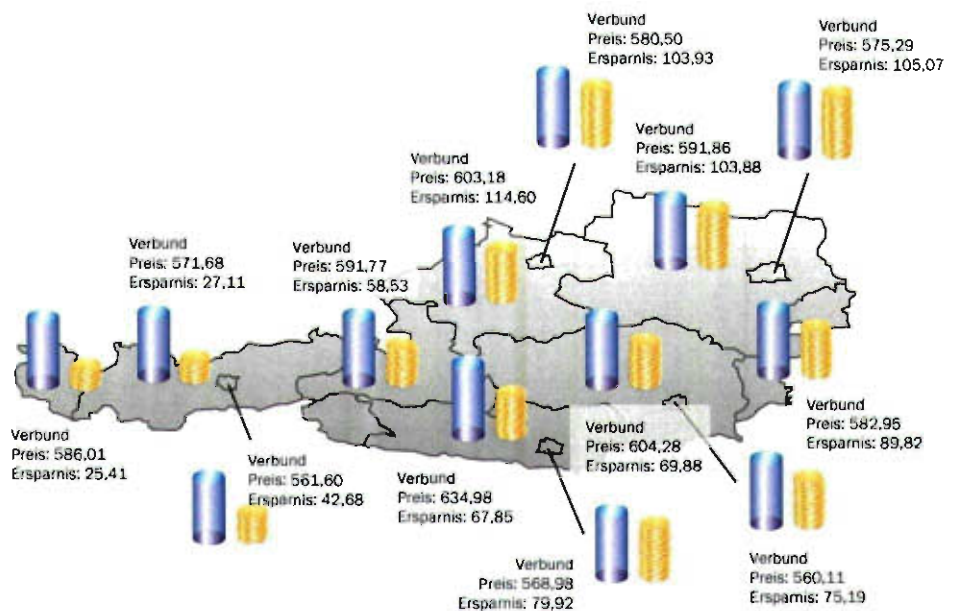 Verbund
Preis: 580,50
Ersparnis: 103,93
Verbund
Preis: 575,29
Ersparnis: 105,07
Verbund
Preis: 591,86
Ersparnis: 103,88
Verbund
Preis: 603,18
Ersparnis: 114,60
Verbund
Preis: 571,68
Ersparnis: 27,11
Verbund
Preis: 591,77
Ersparnis: 58,53
Verbund
Preis: 586,01
Ersparnis: 25,41
Verbund
Preis: 561,60
Ersparnis: 42,68
Verbund
Preis: 634,98
Ersparnis: 67,85
Verbund
Preis: 604,28
Ersparnis: 69,88
Verbund
Preis: 582,95
Ersparnis: 89,82
Verbund
Preis: 568,98
Ersparnis: 79,92
Verbund
Preis: 560,11
Ersparnis: 75,19